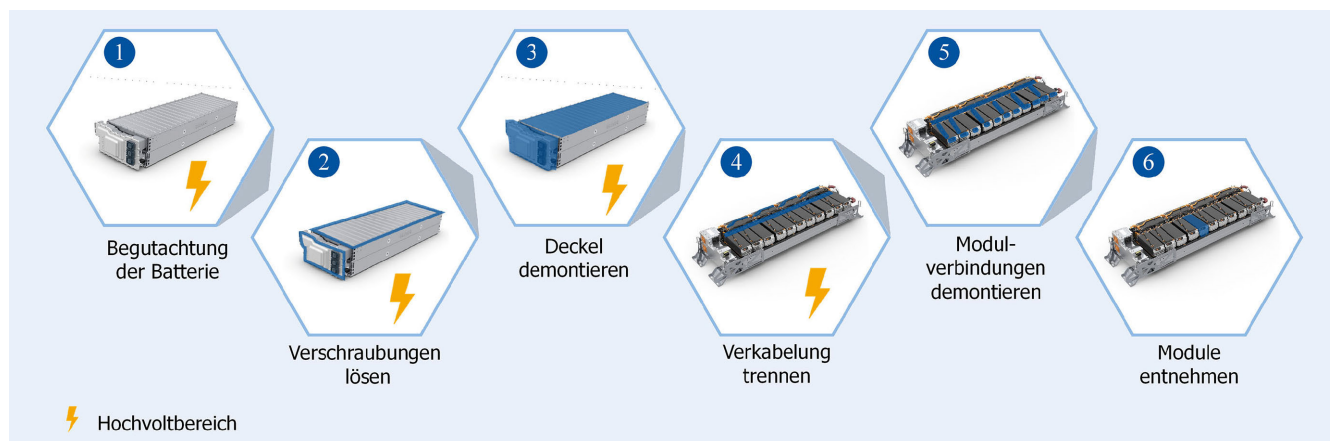 1
Begutachtung
der Batterie
2
Verschraubungen
lösen
3
Deckel
demontieren
4
Verkabelung
trennen
5
Modul-
verbindungen
demontieren
6
Module
entnehmen
Hochvoltbereich